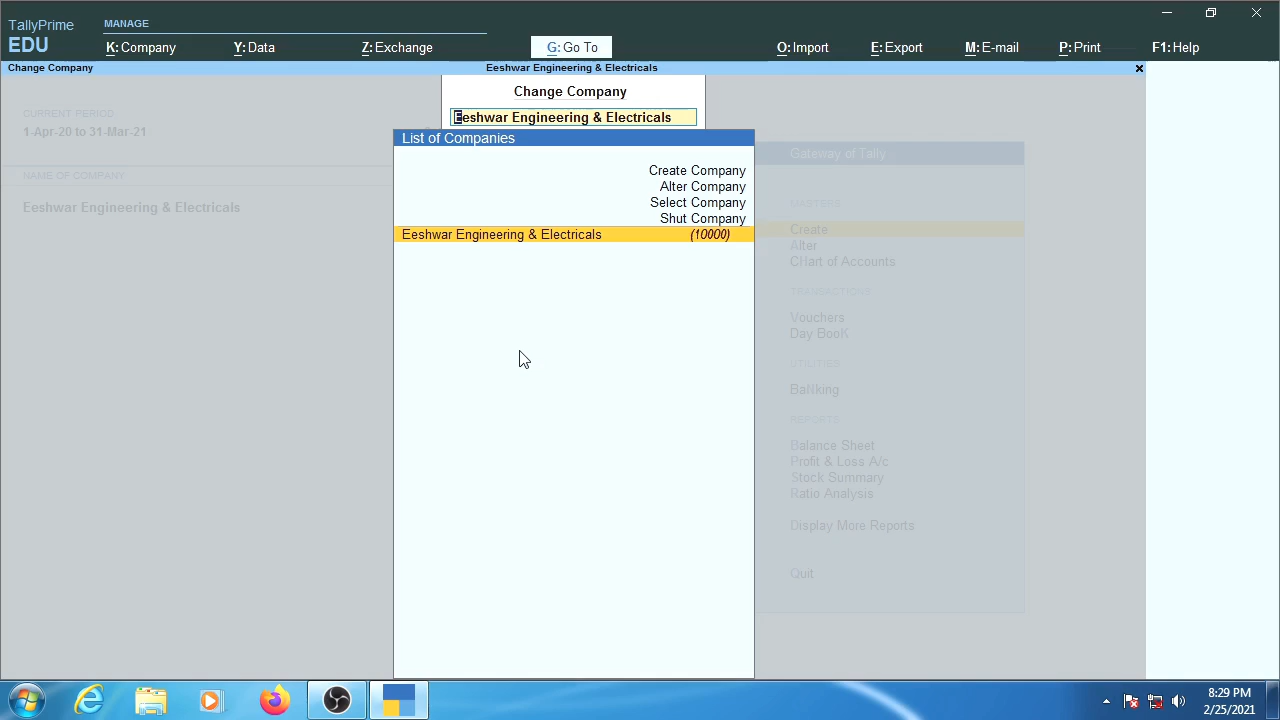 TallyPrime
EDU
MANAGE
K: Company
Y: Data
Z: Exchange
G: Go To
O: Import
E: Export
M: E-mail
P: Print
F1: Help
Change Company
Eeshwar Engineering & Electricals
Change Company
Eeshwar Engineering & Electricals
List of Companies
Create Company
Alter Company
Select Company
Shut Company
Eeshwar Engineering & Electricals (10000)
CURRENT PERIOD
1-Apr-20 to 31-Mar-21
NAME OF COMPANY
Eeshwar Engineering & Electricals
Gateway of Tally
MASTERS
Create
Alter
CHart of Accounts
TRANSACTIONS
Vouchers
Day BooK
UTILITIES
BaNking
REPORTS
Balance Sheet
Profit & Loss A/c
Stock Summary
Ratio Analysis
Display More Reports
Quit
8:29 PM
2/25/2021